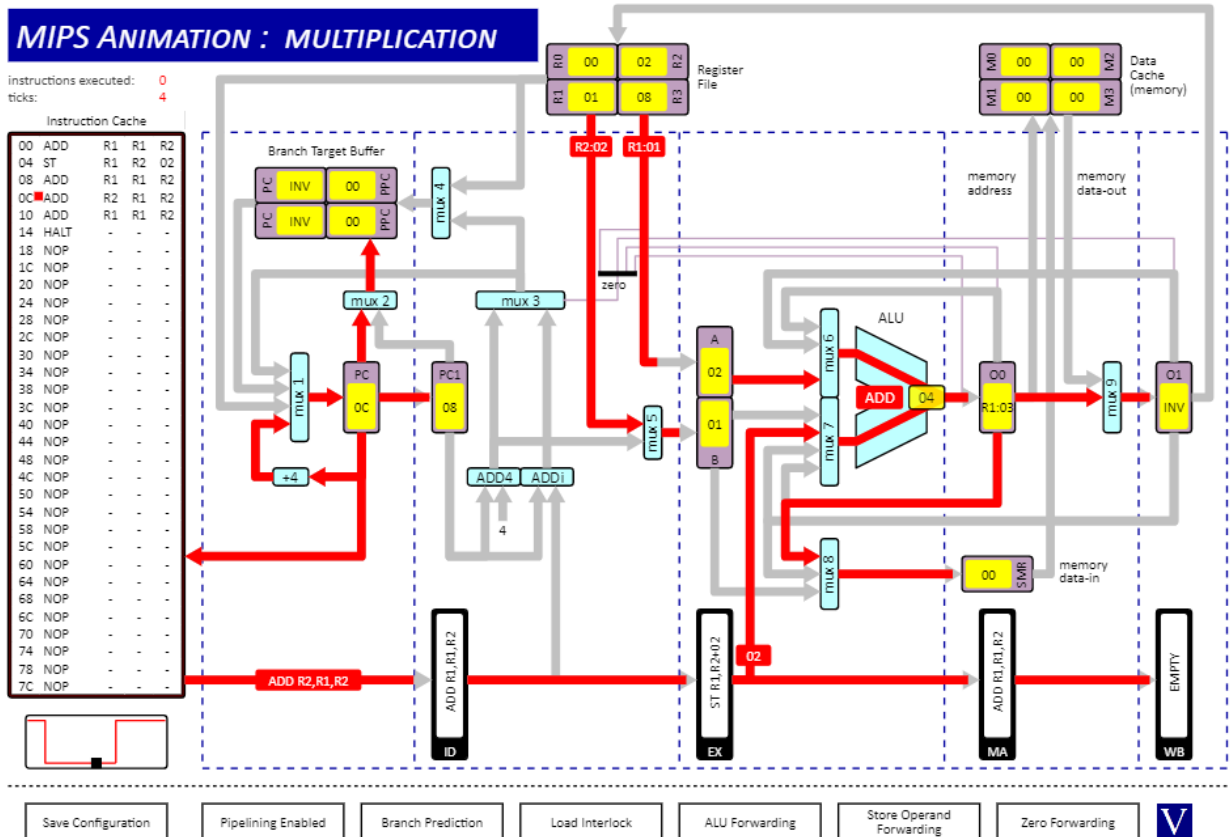 MIPS ANIMATION : MULTIPLICATION
instructions executed: 0
ticks: 4
Instruction Cache
00 ADD R1 R1 R2
04 ST R1 R2 02
08 ADD R1 R1 R2
0C ADD R2 R1 R2
10 ADD R1 R1 R2
14 HALT - - -
18 NOP - - -
1C NOP - - -
20 NOP - - -
24 NOP - - -
28 NOP - - -
2C NOP - - -
30 NOP - - -
34 NOP - - -
38 NOP - - -
3C NOP - - -
40 NOP - - -
44 NOP - - -
48 NOP - - -
4C NOP - - -
50 NOP - - -
54 NOP - - -
58 NOP - - -
5C NOP - - -
60 NOP - - -
64 NOP - - -
68 NOP - - -
6C NOP - - -
70 NOP - - -
74 NOP - - -
78 NOP - - -
7C NOP - - -
R0 00 02 R2
R1 01 08 R3
Register
File
M0 00 00 M2
M1 00 00 M3
Data
Cache
(memory)
R2:02
R1:01
Branch Target Buffer
PC INV 00 PPC
PC INV 00 PPC
mux 4
memory
address
memory
data-out
zero
mux 2
mux 3
ALU
mux 1
PC
0C
PC1
08
mux 5
A
02
01
B
mux 6
mux 7
ADD
04
O0
R1:03
mux 9
O1
INV
+4
ADD4
ADDi
4
mux 8
00 SMR
memory
data-in
ADD R2,R1,R2
ADD R1,R1,R2
ID
ST R1,R2+02
EX
02
ADD R1,R1,R2
MA
EMPTY
WB
Save Configuration
Pipelining Enabled
Branch Prediction
Load Interlock
ALU Forwarding
Store Operand
Forwarding
Zero Forwarding
V